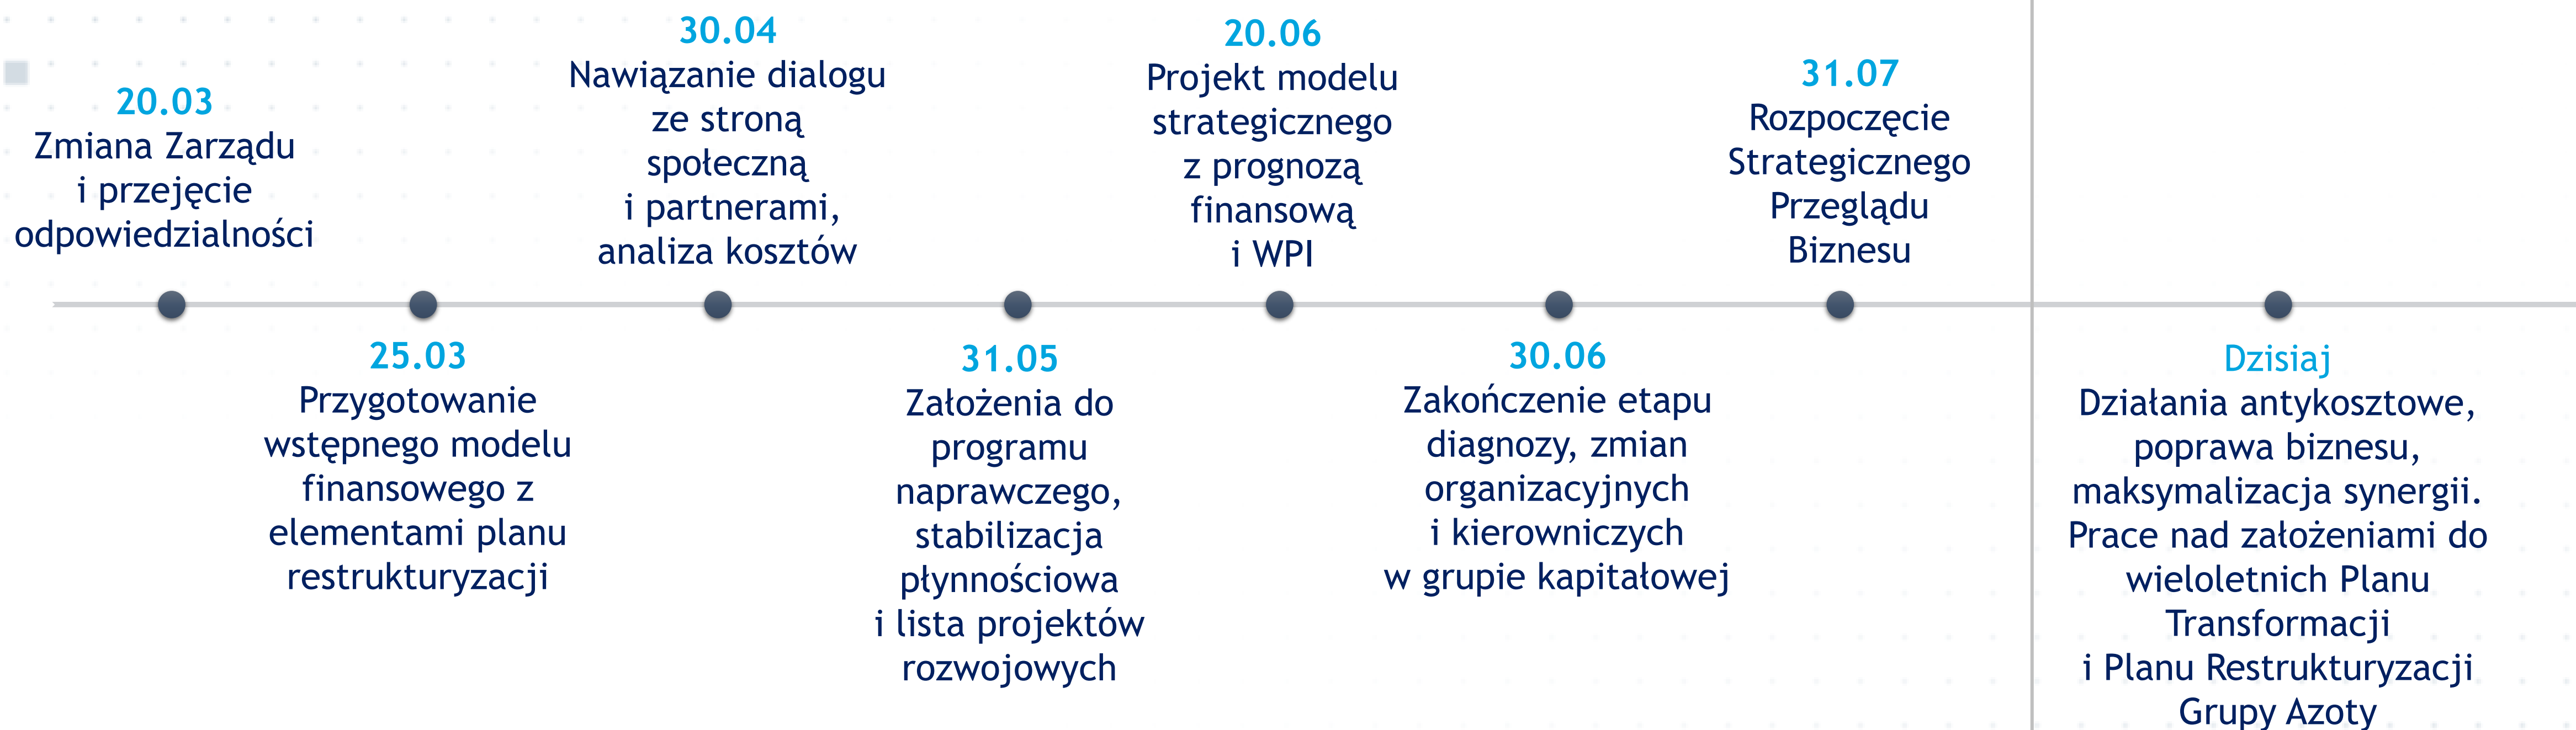 20.03
Zmiana Zarządu
i przejęcie
odpowiedzialności
25.03
Przygotowanie
wstępnego modelu
finansowego z
elementami planu
restrukturyzacji
30.04
Nawiązanie dialogu
ze stroną
społeczną
i partnerami,
analiza kosztów
31.05
Założenia do
programu
naprawczego,
stabilizacja
płynnościowa
i lista projektów
rozwojowych
20.06
Projekt modelu
strategicznego
z prognozą
finansową
i WPI
30.06
Zakończenie etapu
diagnozy, zmian
organizacyjnych
i kierowniczych
w grupie kapitałowej
31.07
Rozpoczęcie
Strategicznego
Przeglądu
Biznesu
Dzisiaj
Działania antykosztowe,
poprawa biznesu,
maksymalizacja synergii.
Prace nad założeniami do
wieloletnich Planu
Transformacji
i Planu Restrukturyzacji
Grupy Azoty